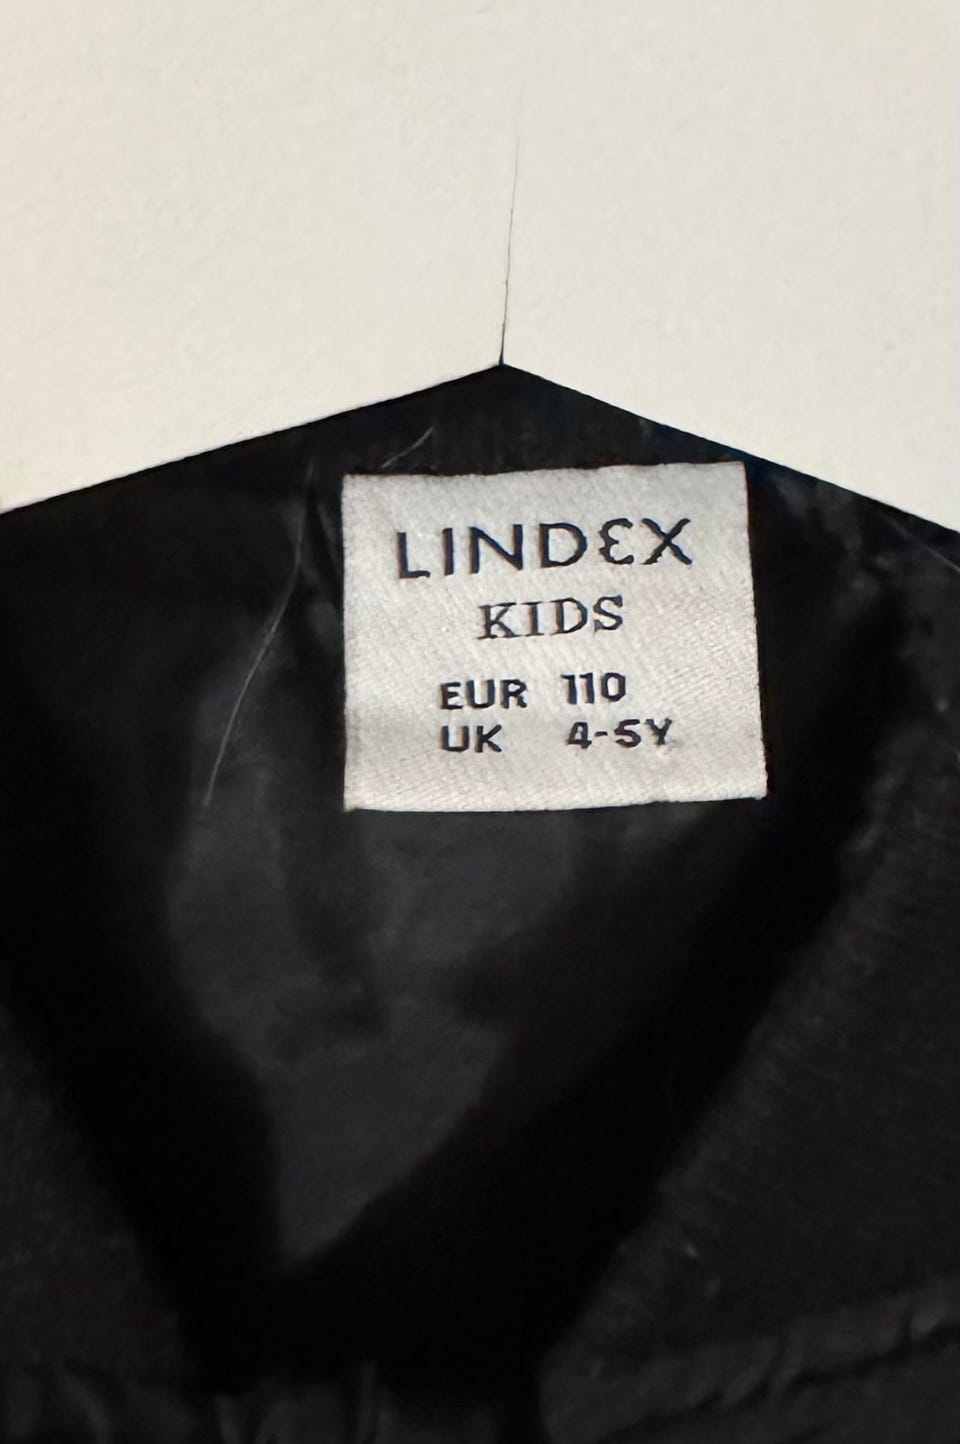 LINDEX
KIDS
EUR 110
UK 4-5Y